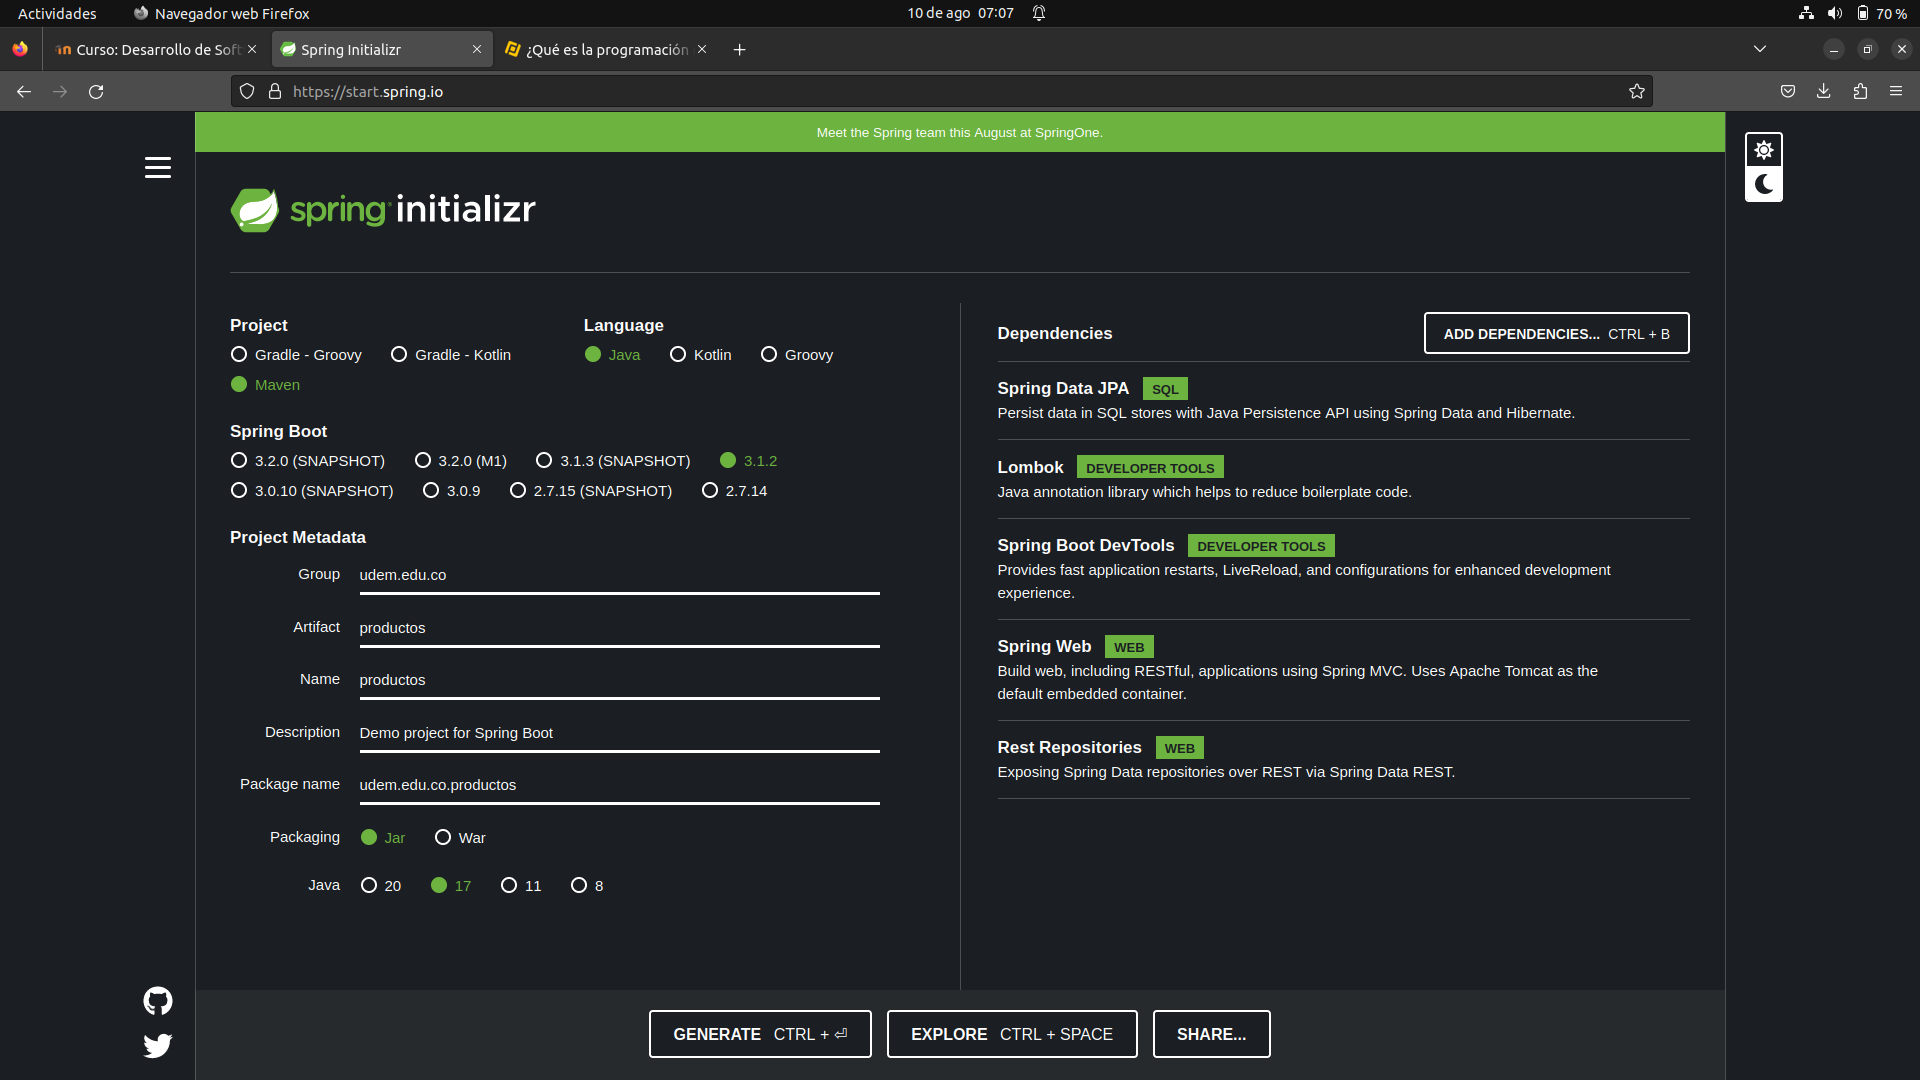 Actividades
Navegador web Firefox
10 de ago 07:07
70 %
Curso: Desarrollo de Soft
Spring Initializr
¿Qué es la programación
https://start.spring.io
Meet the Spring team this August at SpringOne.
spring initializr
Project
Gradle - Groovy
Gradle - Kotlin
Maven
Language
Java
Kotlin
Groovy
Spring Boot
3.2.0 (SNAPSHOT)
3.2.0 (M1)
3.1.3 (SNAPSHOT)
3.1.2
3.0.10 (SNAPSHOT)
3.0.9
2.7.15 (SNAPSHOT)
2.7.14
Project Metadata
Group
udem.edu.co
Artifact
productos
Name
productos
Description
Demo project for Spring Boot
Package name
udem.edu.co.productos
Packaging
Jar
War
Java
20
17
11
8
Dependencies
ADD DEPENDENCIES... CTRL + B
Spring Data JPA SQL
Persist data in SQL stores with Java Persistence API using Spring Data and Hibernate.
Lombok DEVELOPER TOOLS
Java annotation library which helps to reduce boilerplate code.
Spring Boot DevTools DEVELOPER TOOLS
Provides fast application restarts, LiveReload, and configurations for enhanced development
experience.
Spring Web WEB
Build web, including RESTful, applications using Spring MVC. Uses Apache Tomcat as the
default embedded container.
Rest Repositories WEB
Exposing Spring Data repositories over REST via Spring Data REST.
GENERATE CTRL + ⏎
EXPLORE CTRL + SPACE
SHARE...